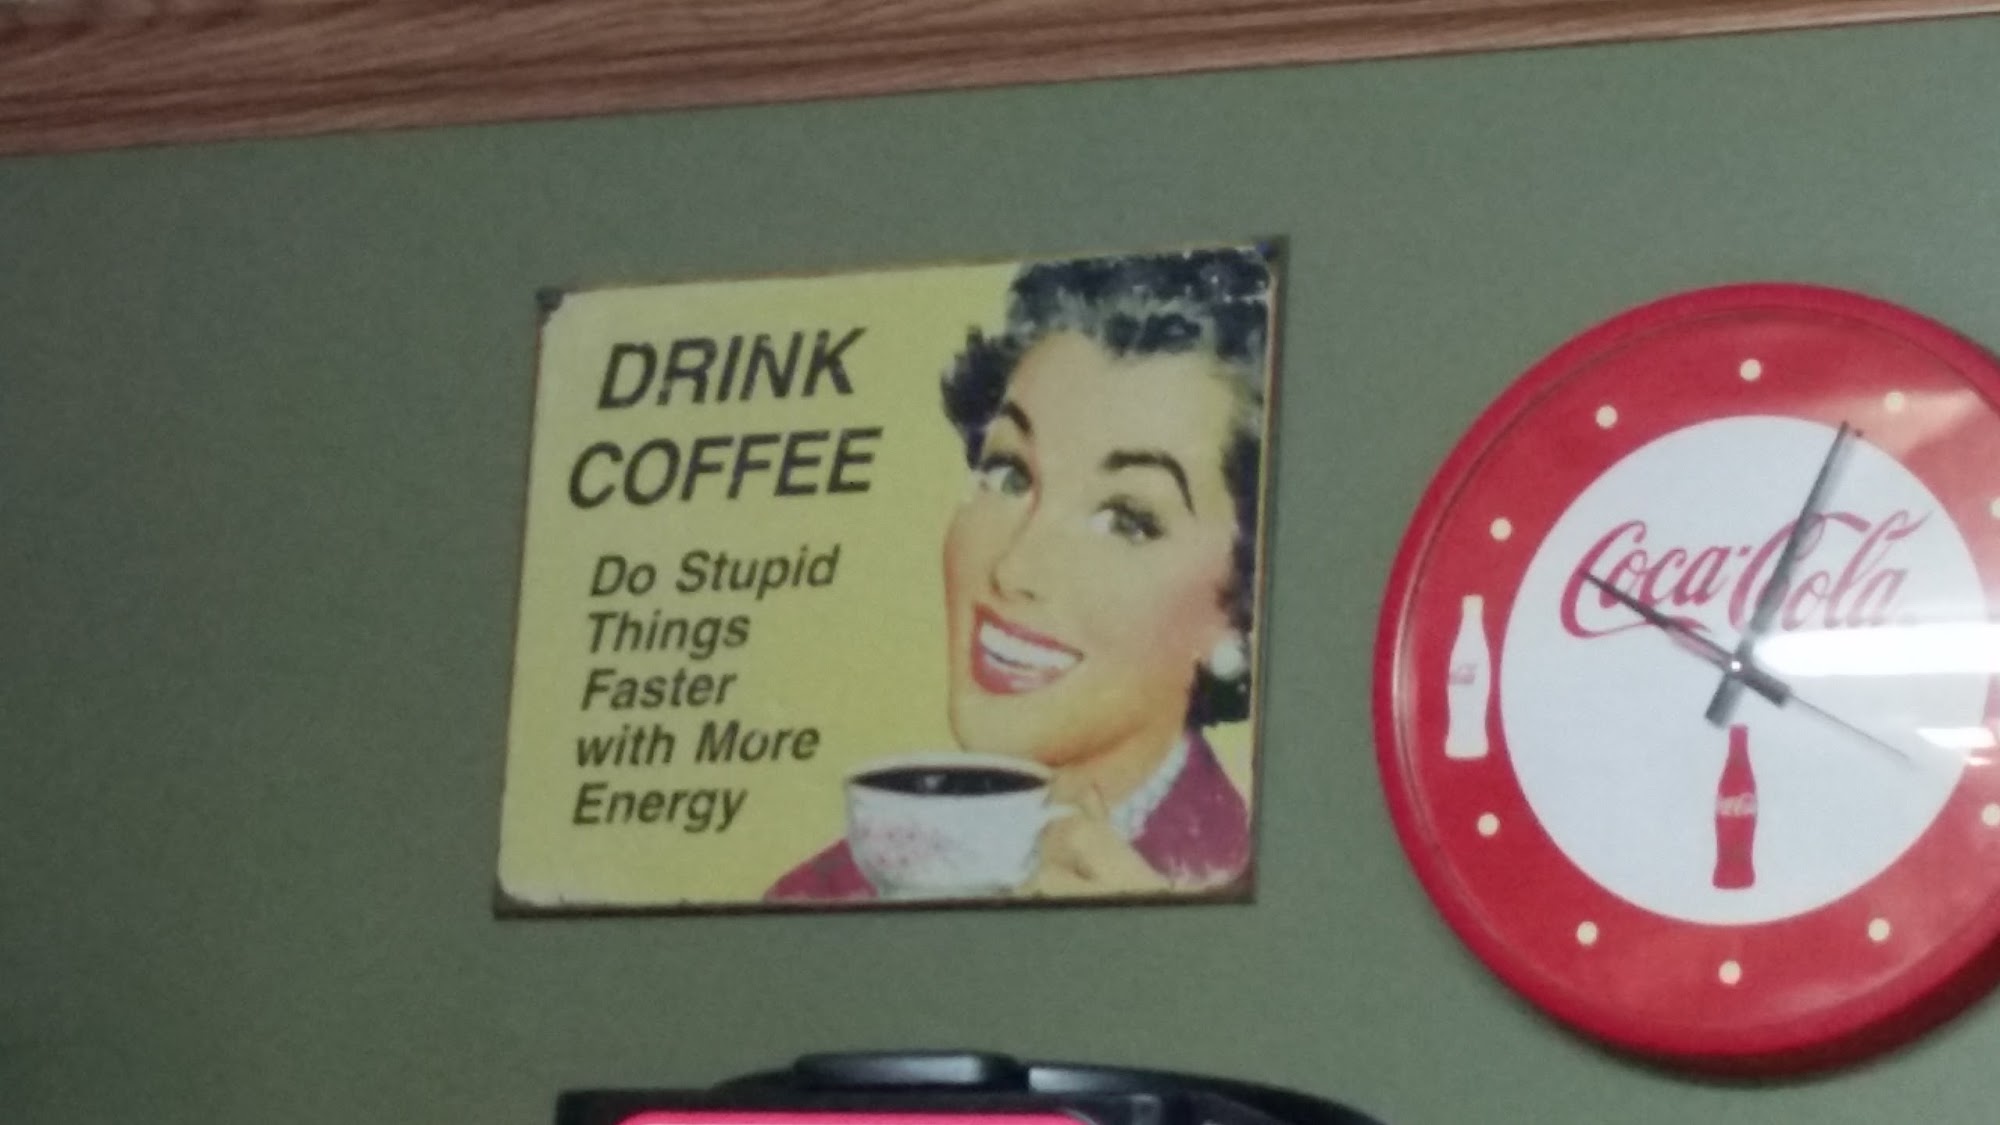 DRINK
COFFEE
Do Stupid
Things
Faster
with More
Energy
Coca-Cola